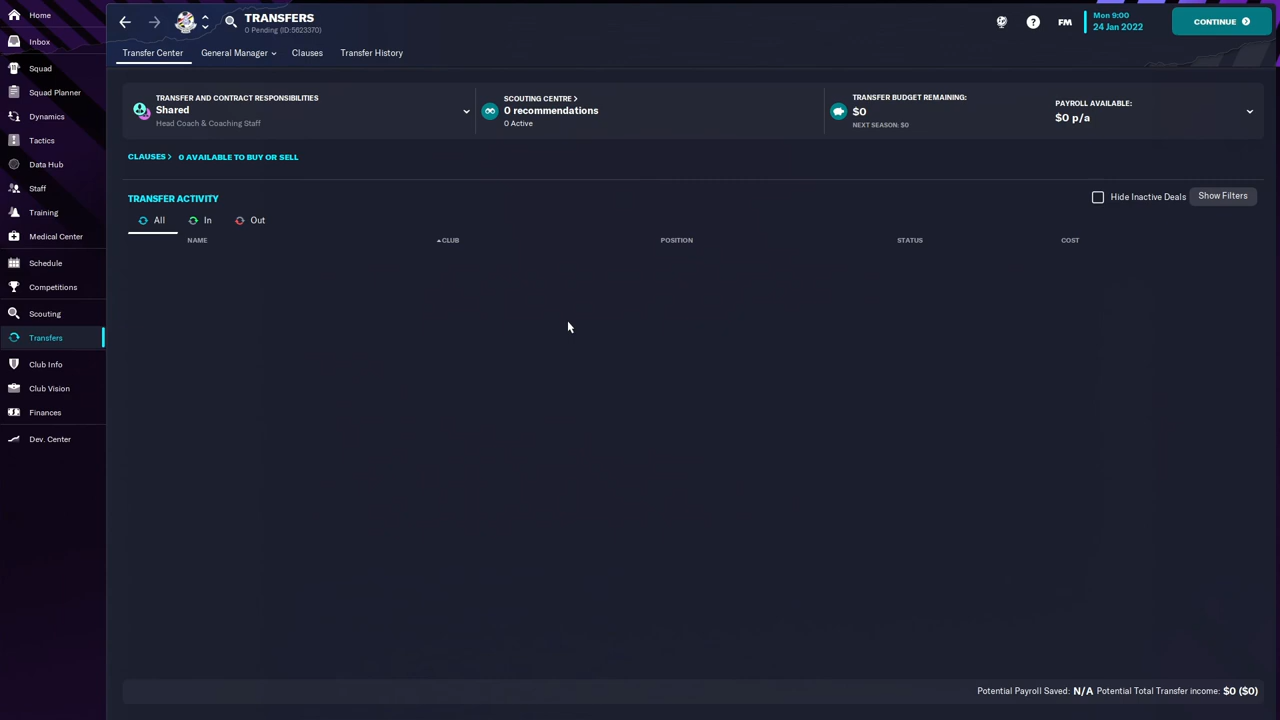 Home
Inbox
Squad
Squad Planner
Dynamics
Tactics
Data Hub
Staff
Training
Medical Center
Schedule
Competitions
Scouting
Transfers
Club Info
Club Vision
Finances
Dev. Center
TRANSFERS
0 Pending (ID:5623370)
FM
Mon 9:00
24 Jan 2022
CONTINUE
Transfer Center
General Manager
Clauses
Transfer History
TRANSFER AND CONTRACT RESPONSIBILITIES
Shared
Head Coach & Coaching Staff
SCOUTING CENTRE >
0 recommendations
0 Active
TRANSFER BUDGET REMAINING:
$0
NEXT SEASON: $0
PAYROLL AVAILABLE:
$0 p/a
CLAUSES > 0 AVAILABLE TO BUY OR SELL
TRANSFER ACTIVITY
Hide Inactive Deals
Show Filters
All In Out
NAME CLUB POSITION STATUS COST
Potential Payroll Saved: N/A Potential Total Transfer income: $0 ($0)